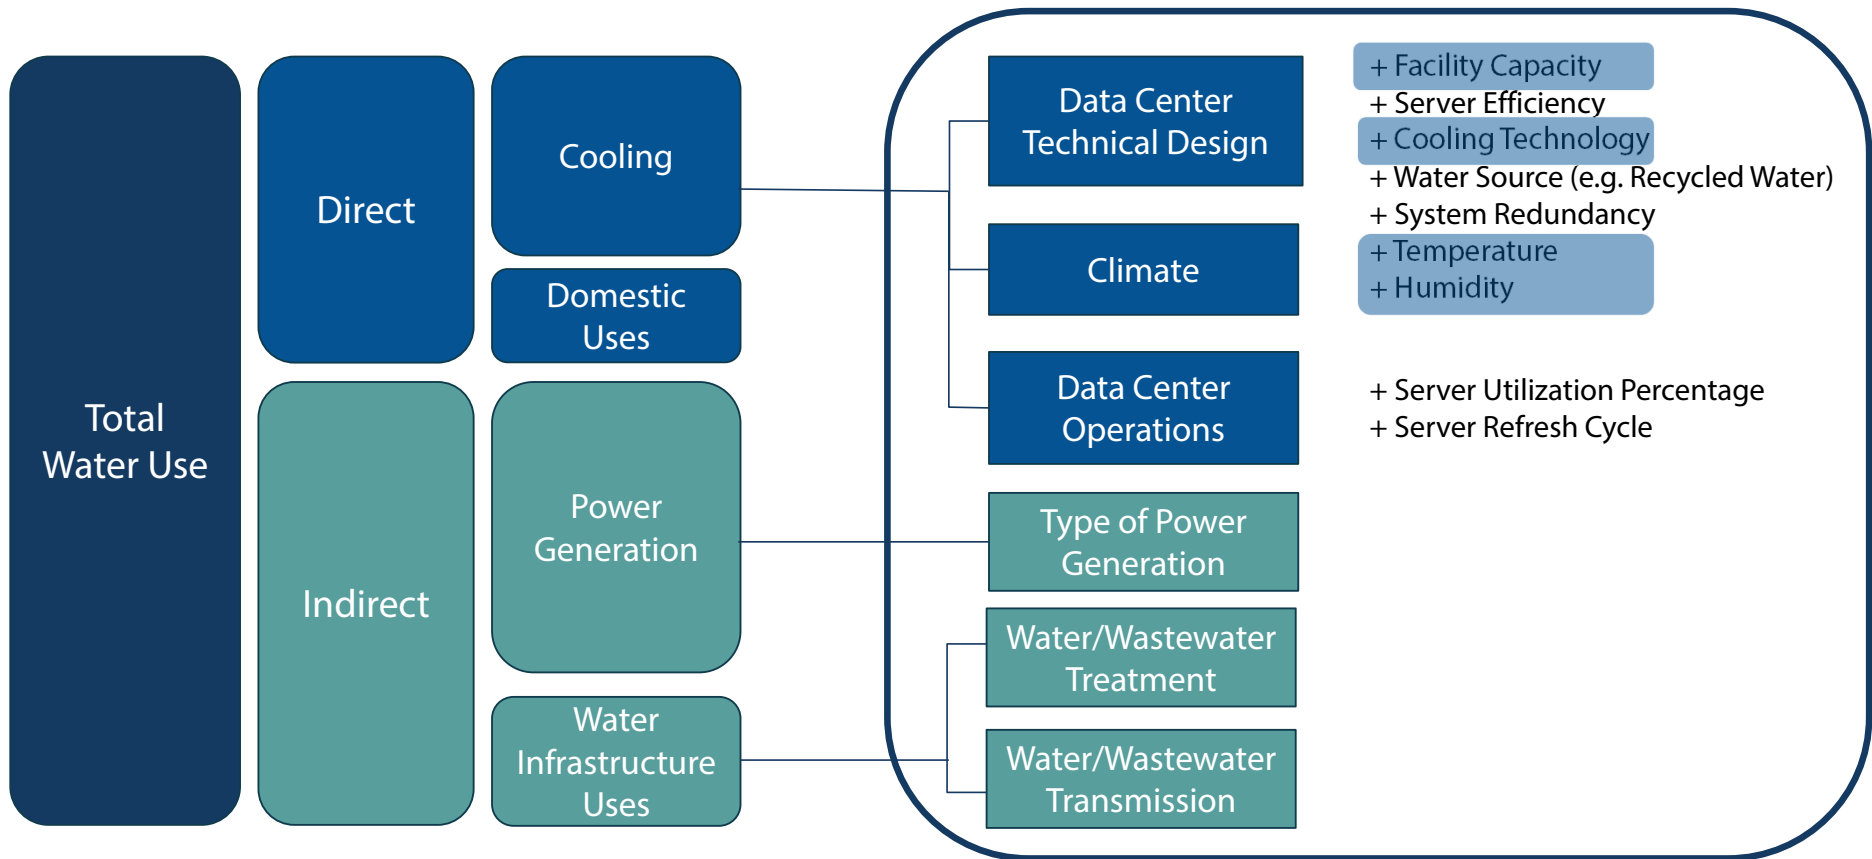 Total
Water Use
Direct
Indirect
Cooling
Domestic
Uses
Power
Generation
Water
Infrastructure
Uses
Data Center
Technical Design
Climate
Data Center
Operations
Type of Power
Generation
Water/Wastewater
Treatment
Water/Wastewater
Transmission
+ Facility Capacity
+ Server Efficiency
+ Cooling Technology
+ Water Source (e.g. Recycled Water)
+ System Redundancy
+ Temperature
+ Humidity
+ Server Utilization Percentage
+ Server Refresh Cycle